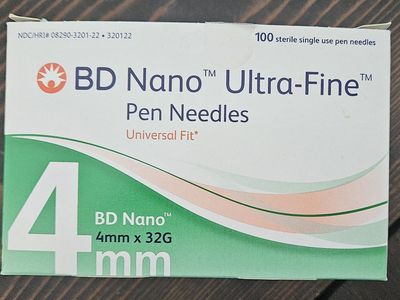 NDC/HRI# 08290-3201-22 • 320122
100 sterile single use pen needles
BD Nano™ Ultra-Fine™
Pen Needles
Universal Fit*
BD Nano™
4mm x 32G
4
mm